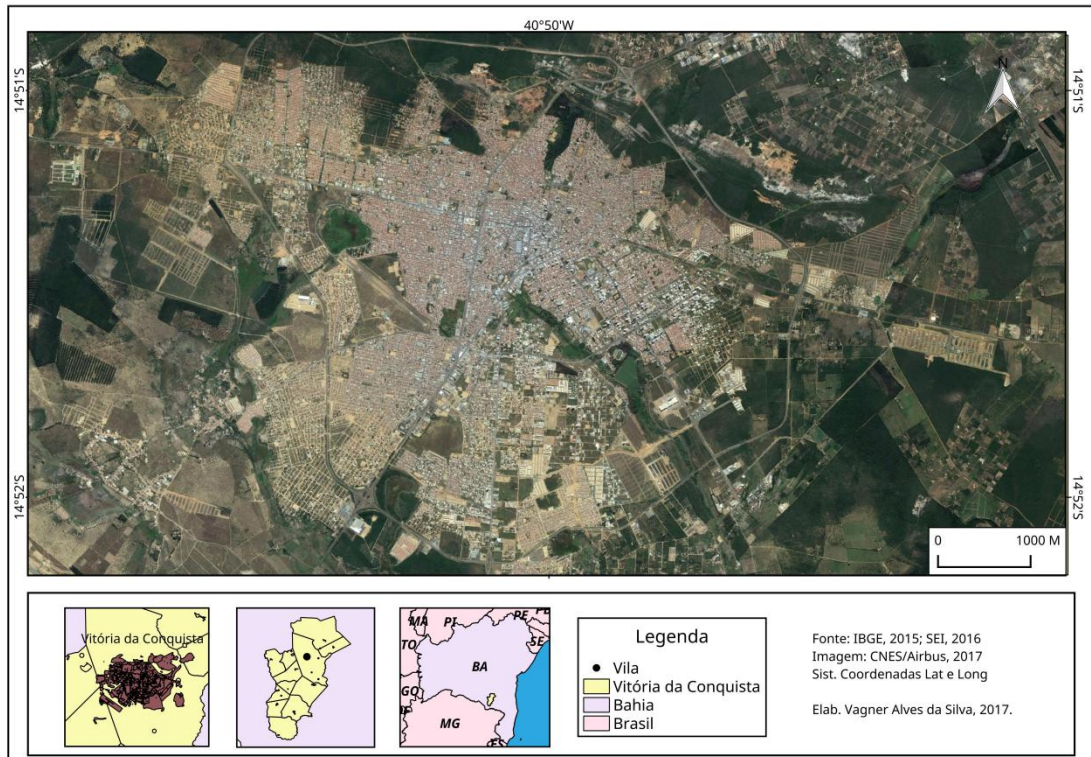 40°50'W
14°51'S
14°51'S
N
14°52'S
14°52'S
0 1000 M
Vitória da Conquista
MA
PI
PE
TO
SE
BA
GO
MG
ES
Legenda
Vila
Vitória da Conquista
Bahia
Brasil
Fonte: IBGE, 2015; SEI, 2016
Imagem: CNES/Airbus, 2017
Sist. Coordenadas Lat e Long
Elab. Vagner Alves da Silva, 2017.